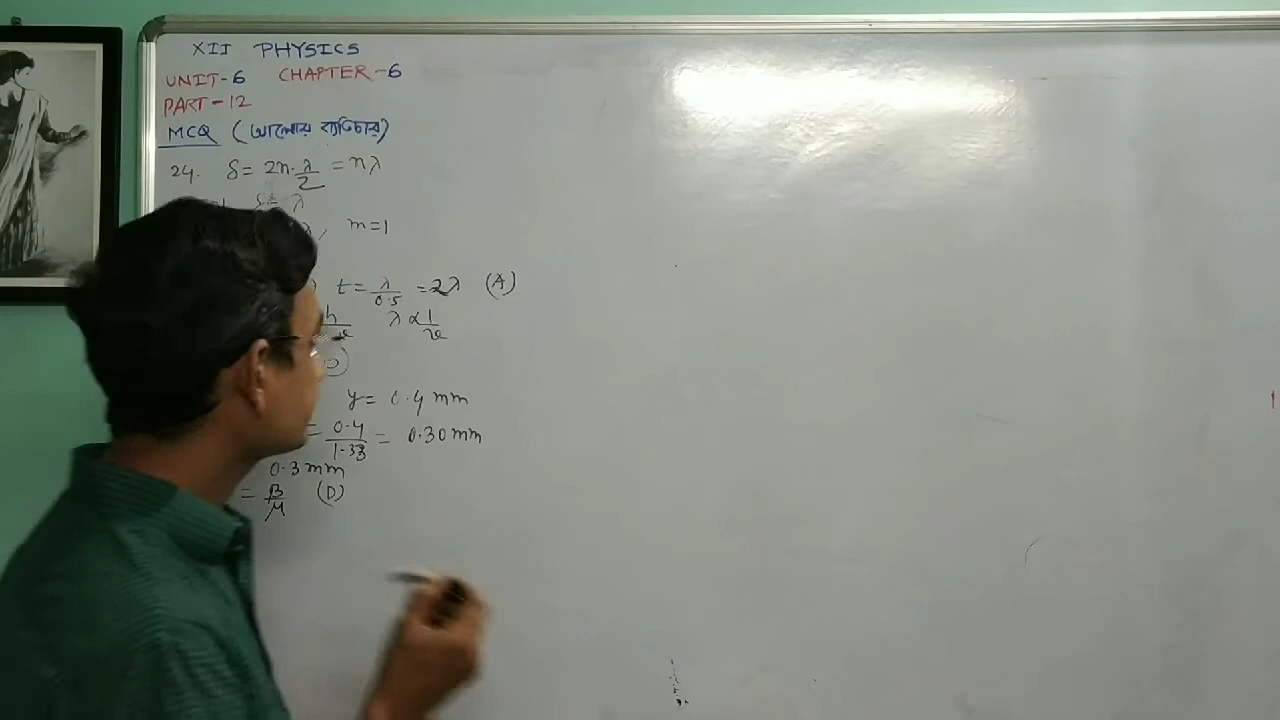 XII PHYSICS
UNIT-6 CHAPTER-6
PART-12
MCQ (আলোর ব্যতিচার)
24. δ = 2n·λ/2 = nλ
m=1
t = λ/0.5 = 2λ (A)
λ ∝ 1/v
y = 0.4 mm
= 0.4/1.33 = 0.30 mm
0.3 mm
= β/μ (D)